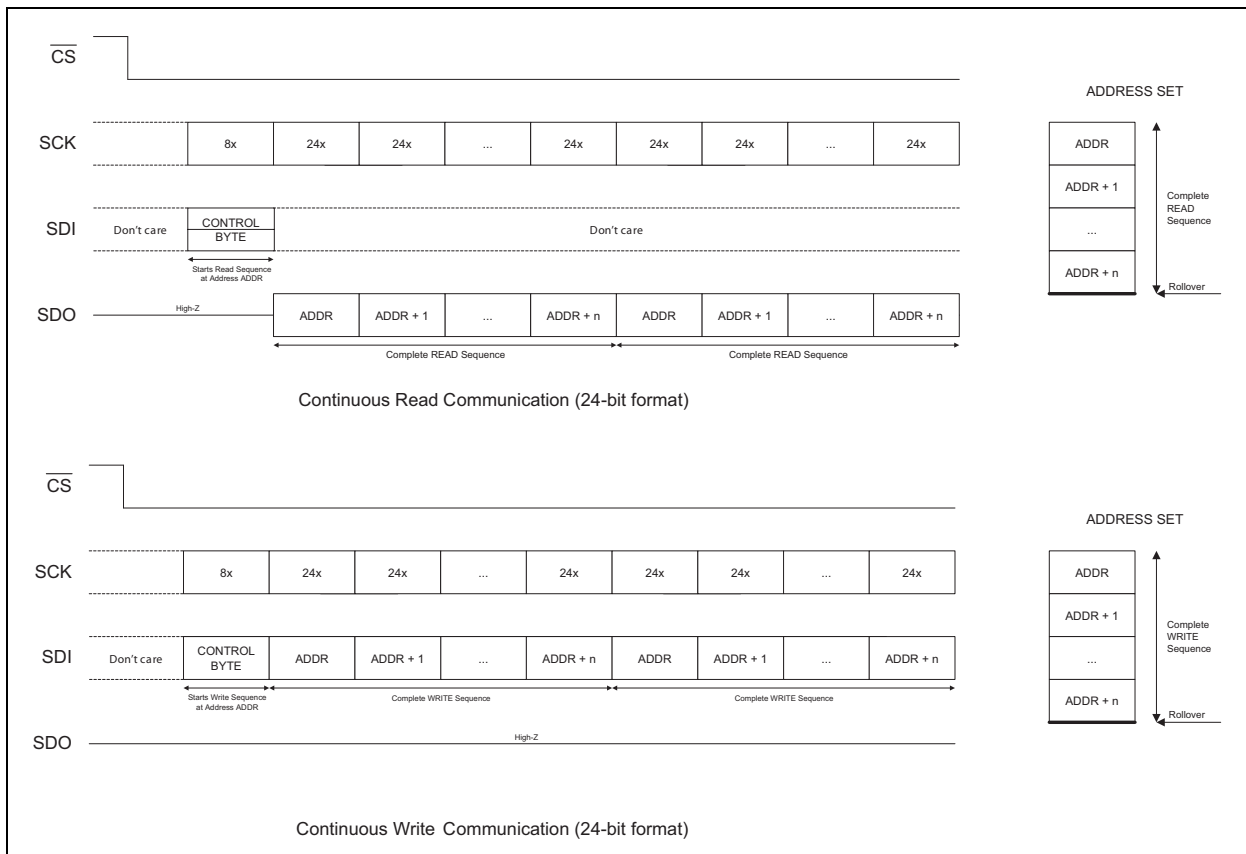 CS
ADDRESS SET
SCK
8x
24x
24x
...
24x
24x
24x
...
24x
ADDR
ADDR + 1
...
ADDR + n
Complete
READ
Sequence
Rollover
SDI
Don't care
CONTROL
BYTE
Don't care
Starts Read Sequence
at Address ADDR
SDO
High-Z
ADDR
ADDR + 1
...
ADDR + n
ADDR
ADDR + 1
...
ADDR + n
Complete READ Sequence
Complete READ Sequence
Continuous Read Communication (24-bit format)
CS
ADDRESS SET
SCK
8x
24x
24x
...
24x
24x
24x
...
24x
ADDR
ADDR + 1
...
ADDR + n
Complete
WRITE
Sequence
Rollover
SDI
Don't care
CONTROL
BYTE
ADDR
ADDR + 1
...
ADDR + n
ADDR
ADDR + 1
...
ADDR + n
Starts Write Sequence
at Address ADDR
Complete WRITE Sequence
Complete WRITE Sequence
SDO
High-Z
Continuous Write Communication (24-bit format)